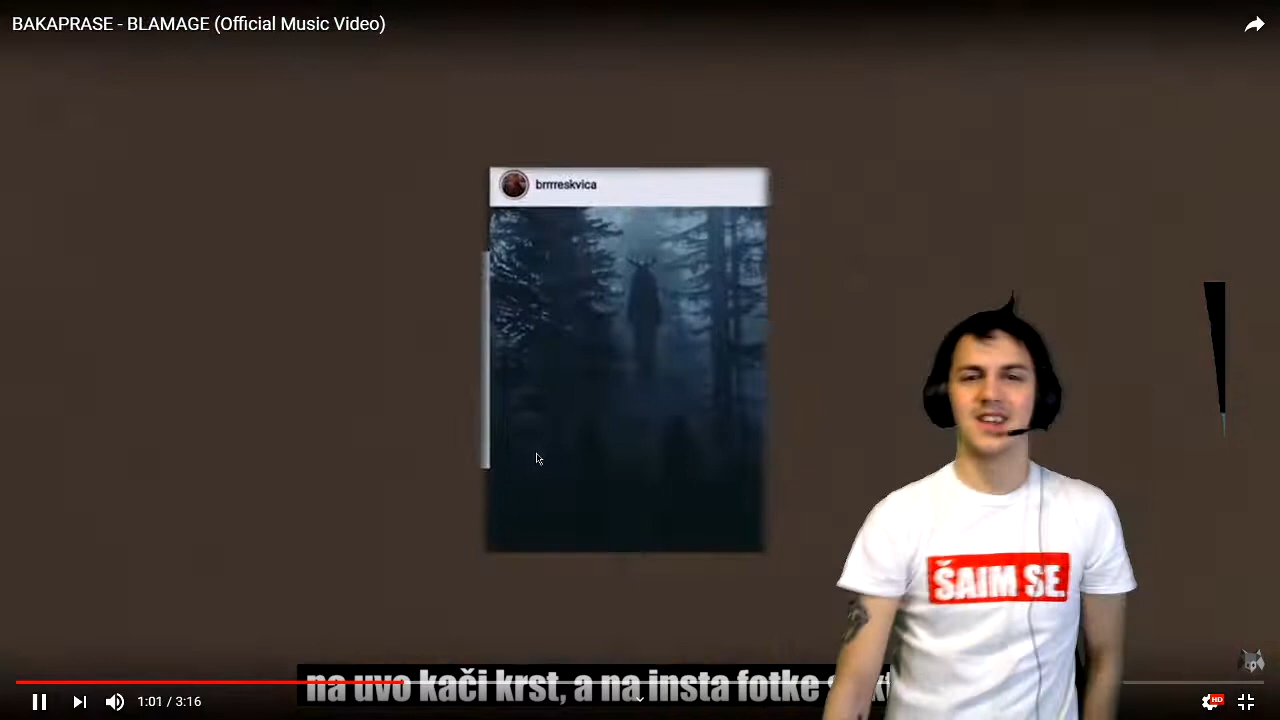 BAKAPRASE - BLAMAGE (Official Music Video)
brrrreskvica
ŠAIM SE.
na uvo kači krst, a na insta fotke
1:01 / 3:16
HD